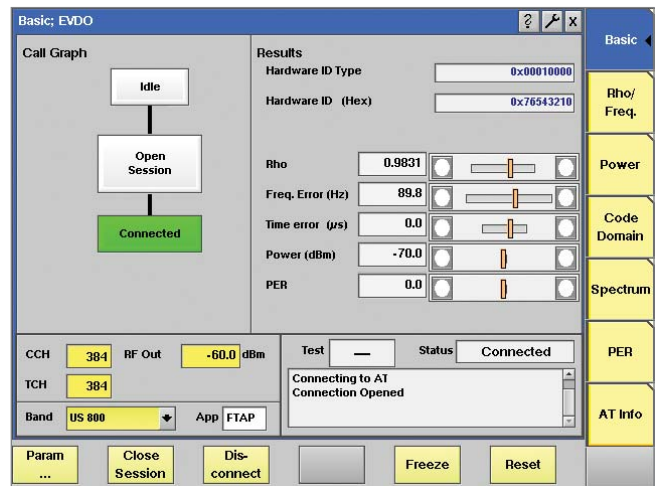 Basic; EVDO
? X
Call Graph
Idle
Open
Session
Connected
Results
Hardware ID Type 0x00010000
Hardware ID (Hex) 0x76543210
Rho 0.9831
Freq. Error (Hz) 89.8
Time error (µs) 0.0
Power (dBm) -70.0
PER 0.0
CCH 384 RF Out -60.0 dBm
TCH 384
Band US 800 App FTAP
Test — Status Connected
Connecting to AT
Connection Opened
Basic
Rho/
Freq.
Power
Code
Domain
Spectrum
PER
AT Info
Param
...
Close
Session
Dis-
connect
Freeze
Reset